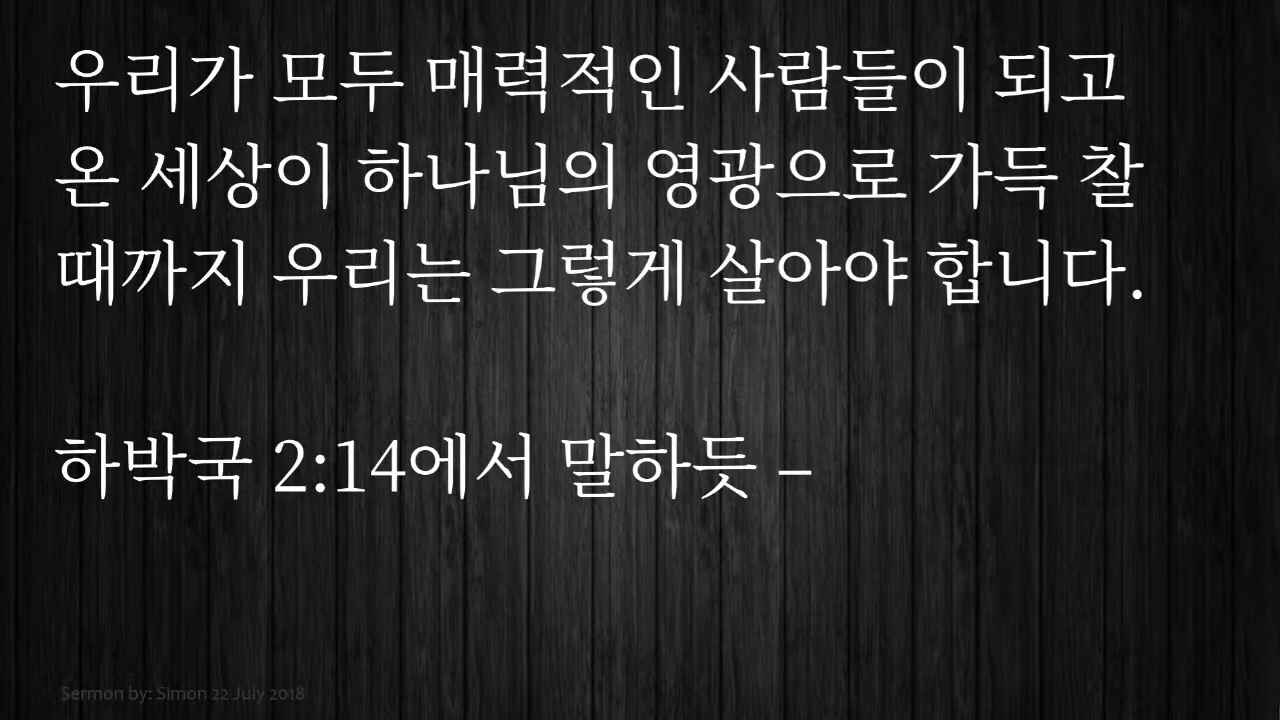 우리가 모두 매력적인 사람들이 되고
온 세상이 하나님의 영광으로 가득 찰
때까지 우리는 그렇게 살아야 합니다.
하박국 2:14에서 말하듯 –
Sermon by: Simon 22 July 2018